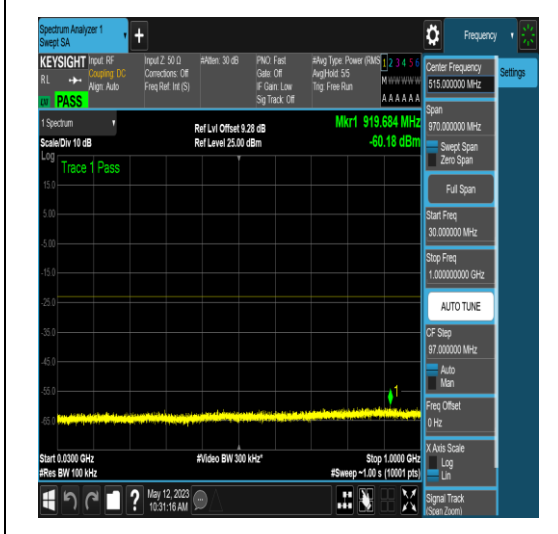 Spectrum Analyzer 1
Swept SA
Frequency
KEYSIGHT Input: RF Input Z: 50 Ω #Atten: 30 dB PNO: Fast #Avg Type: Power (RMS 1 2 3 4 5 6
RL Coupling: DC Corrections: Off Gate: Off Avg|Hold: 5/5 M W W W W W
Align: Auto Freq Ref: Int (S) IF Gain: Low Trig: Free Run
Sig Track: Off A A A A A A
PASS
1 Spectrum
Scale/Div 10 dB
Ref Lvl Offset 9.28 dB
Ref Level 25.00 dBm
Mkr1 919.684 MHz
-60.18 dBm
Log
Trace 1 Pass
15.0
5.00
-5.00
-15.0
-25.0
-35.0
-45.0
-55.0
-65.0
1
Start 0.0300 GHz #Video BW 300 kHz* Stop 1.0000 GHz
#Res BW 100 kHz #Sweep ~1.00 s (10001 pts)
?
May 12, 2023
10:31:16 AM
Center Frequency
515.000000 MHz
Settings
Span
970.000000 MHz
Swept Span
Zero Span
Full Span
Start Freq
30.000000 MHz
Stop Freq
1.000000000 GHz
AUTO TUNE
CF Step
97.000000 MHz
Auto
Man
Freq Offset
0 Hz
X Axis Scale
Log
Lin
Signal Track
(Span Zoom)